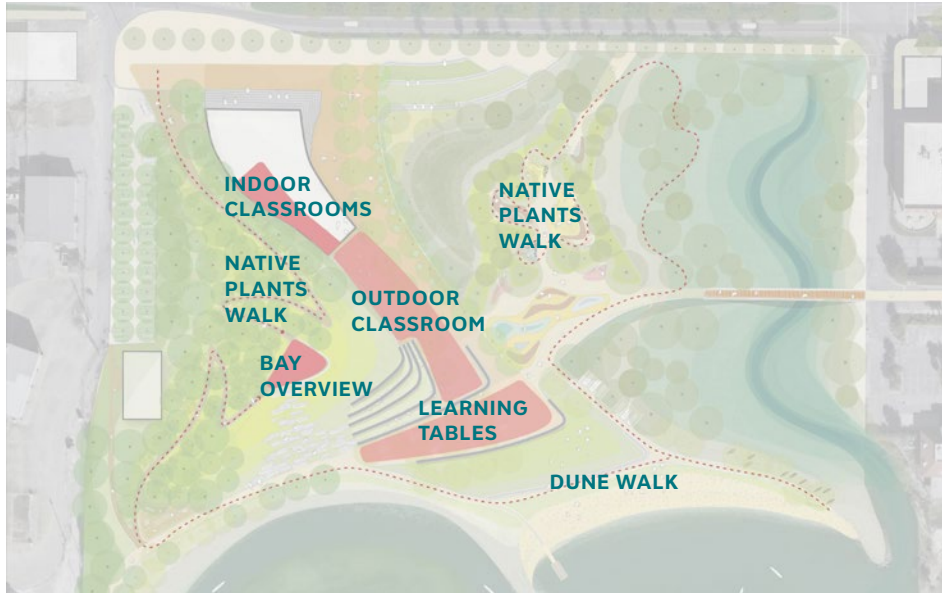 INDOOR
CLASSROOMS
NATIVE
PLANTS
WALK
NATIVE
PLANTS
WALK
OUTDOOR
CLASSROOM
BAY
OVERVIEW
LEARNING
TABLES
DUNE WALK